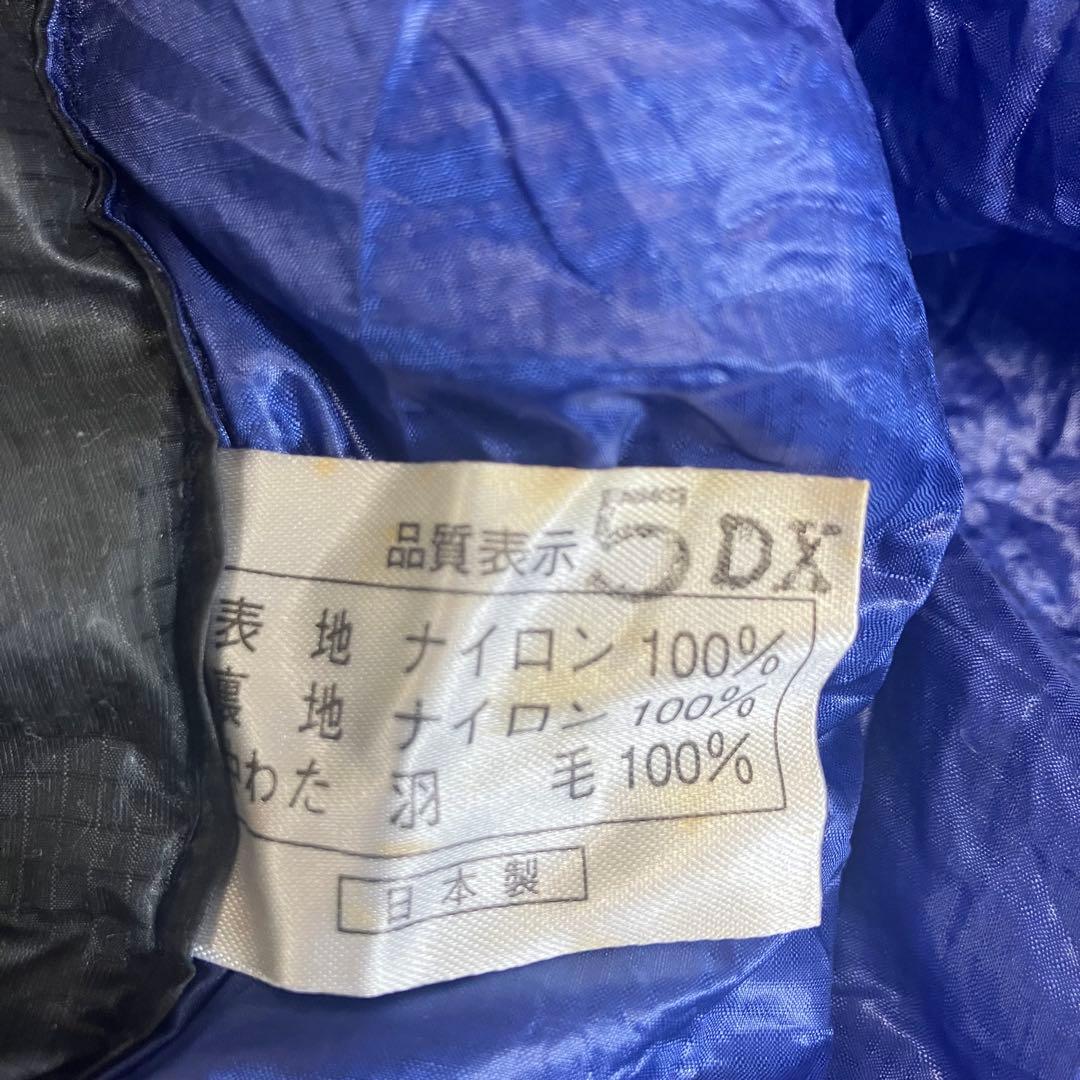 品質表示 5DX
表地 ナイロン 100%
裏地 ナイロン 100%
中わた 羽毛 100%
日本製